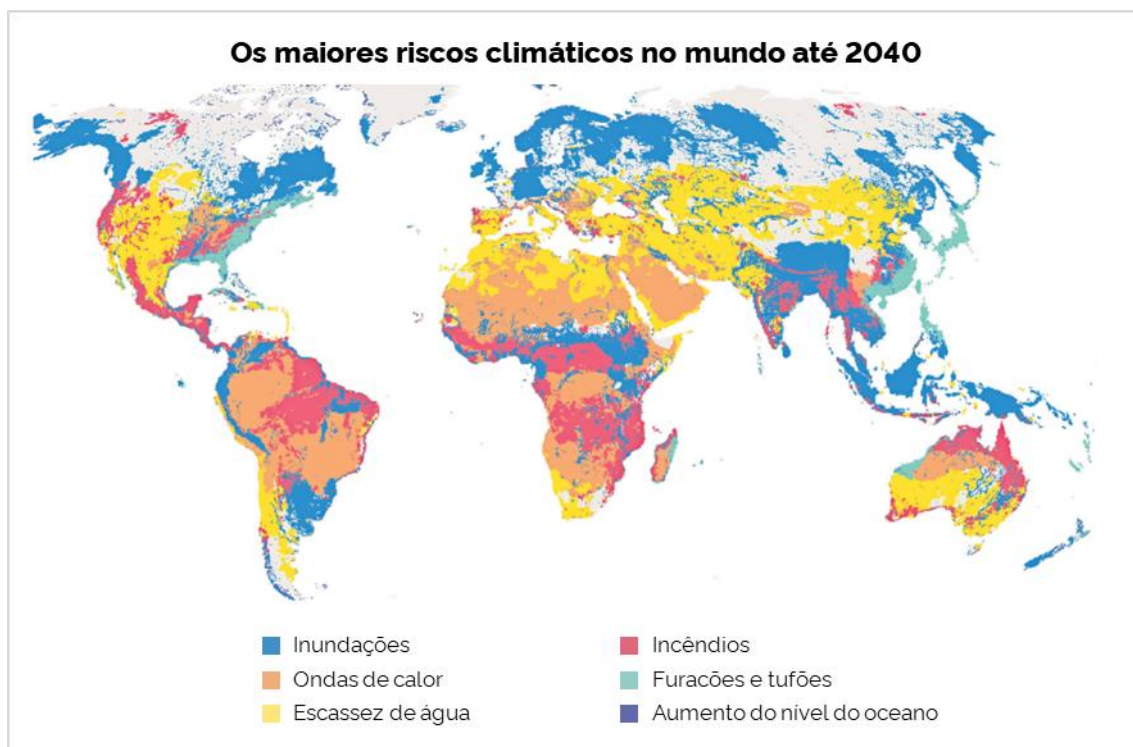 Os maiores riscos climáticos no mundo até 2040
Inundações
Ondas de calor
Escassez de água
Incêndios
Furacões e tufões
Aumento do nível do oceano